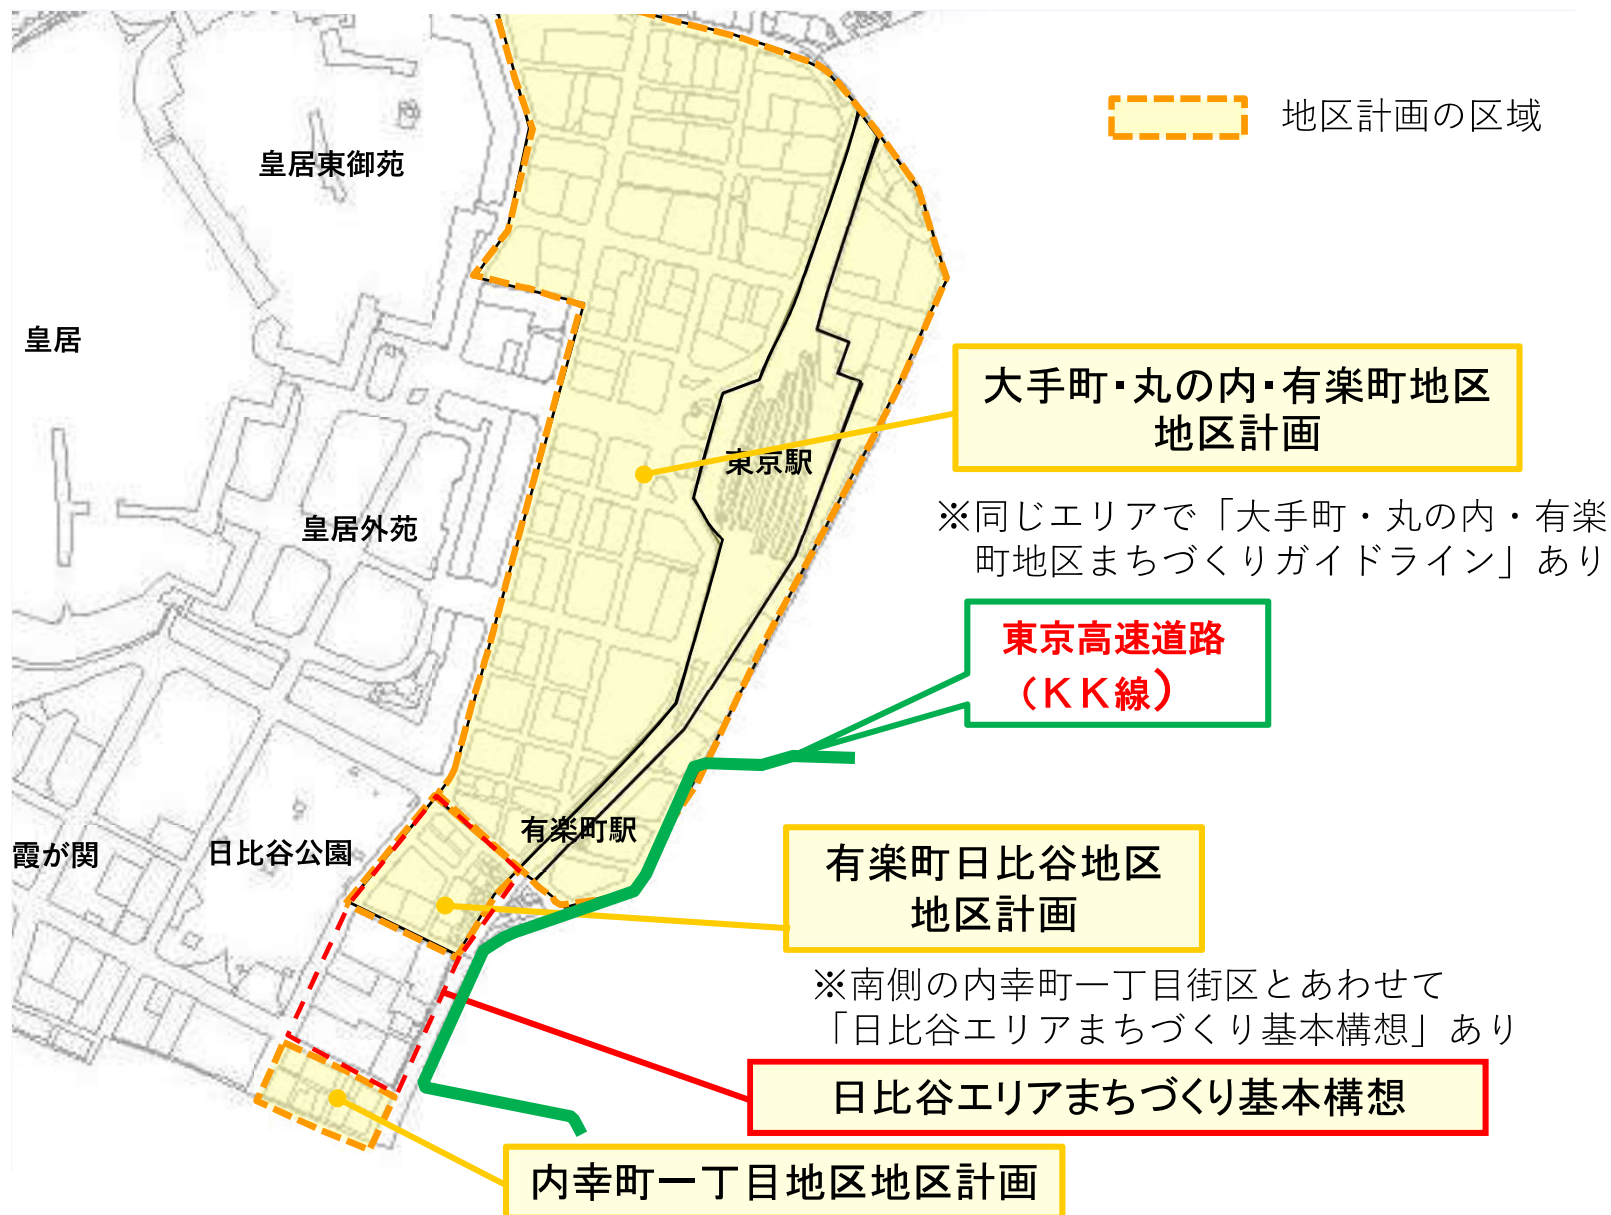 地区計画の区域
皇居東御苑
皇居
大手町・丸の内・有楽町地区
地区計画
東京駅
※同じエリアで「大手町・丸の内・有楽
町地区まちづくりガイドライン」あり
皇居外苑
東京高速道路
（ＫＫ線）
有楽町駅
霞が関
日比谷公園
有楽町日比谷地区
地区計画
※南側の内幸町一丁目街区とあわせて
「日比谷エリアまちづくり基本構想」あり
日比谷エリアまちづくり基本構想
内幸町一丁目地区地区計画